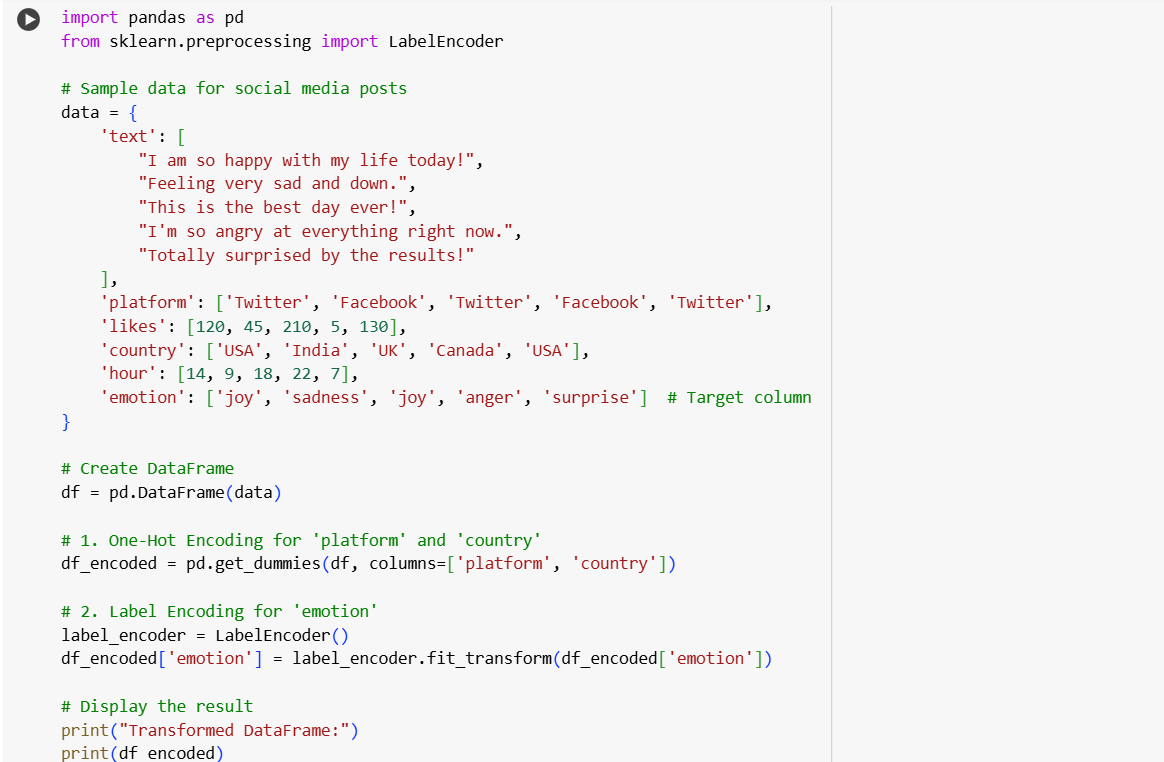 import pandas as pd
from sklearn.preprocessing import LabelEncoder
# Sample data for social media posts
data = {
    'text': [
        "I am so happy with my life today!",
        "Feeling very sad and down.",
        "This is the best day ever!",
        "I'm so angry at everything right now.",
        "Totally surprised by the results!"
    ],
    'platform': ['Twitter', 'Facebook', 'Twitter', 'Facebook', 'Twitter'],
    'likes': [120, 45, 210, 5, 130],
    'country': ['USA', 'India', 'UK', 'Canada', 'USA'],
    'hour': [14, 9, 18, 22, 7],
    'emotion': ['joy', 'sadness', 'joy', 'anger', 'surprise']  # Target column
}
# Create DataFrame
df = pd.DataFrame(data)
# 1. One-Hot Encoding for 'platform' and 'country'
df_encoded = pd.get_dummies(df, columns=['platform', 'country'])
# 2. Label Encoding for 'emotion'
label_encoder = LabelEncoder()
df_encoded['emotion'] = label_encoder.fit_transform(df_encoded['emotion'])
# Display the result
print("Transformed DataFrame:")
print(df_encoded)